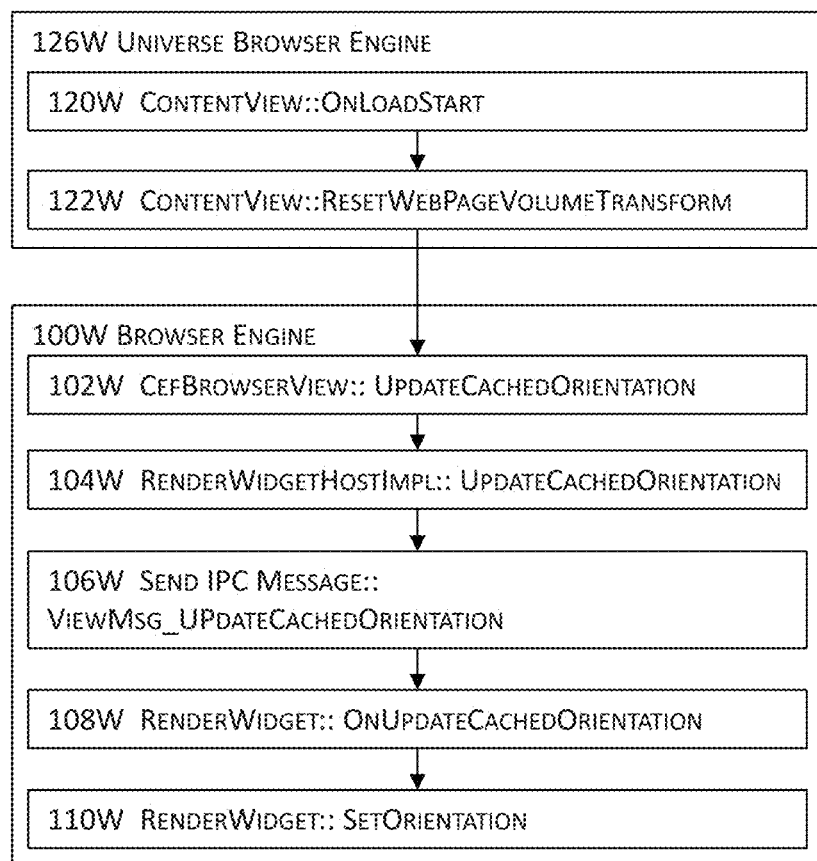 126W UNIVERSE BROWSER ENGINE
120W CONTENTVIEW::ONLOADSTART
122W CONTENTVIEW::RESETWEBPAGEVOLUMETRANSFORM
100W BROWSER ENGINE
102W CEFBROWSERVIEW:: UPDATECACHEDORIENTATION
104W RENDERWIDGETHOSTIMPL:: UPDATECACHEDORIENTATION
106W SEND IPC MESSAGE::
VIEWMSG_UPDATECACHEDORIENTATION
108W RENDERWIDGET:: ONUPDATECACHEDORIENTATION
110W RENDERWIDGET:: SETORIENTATION